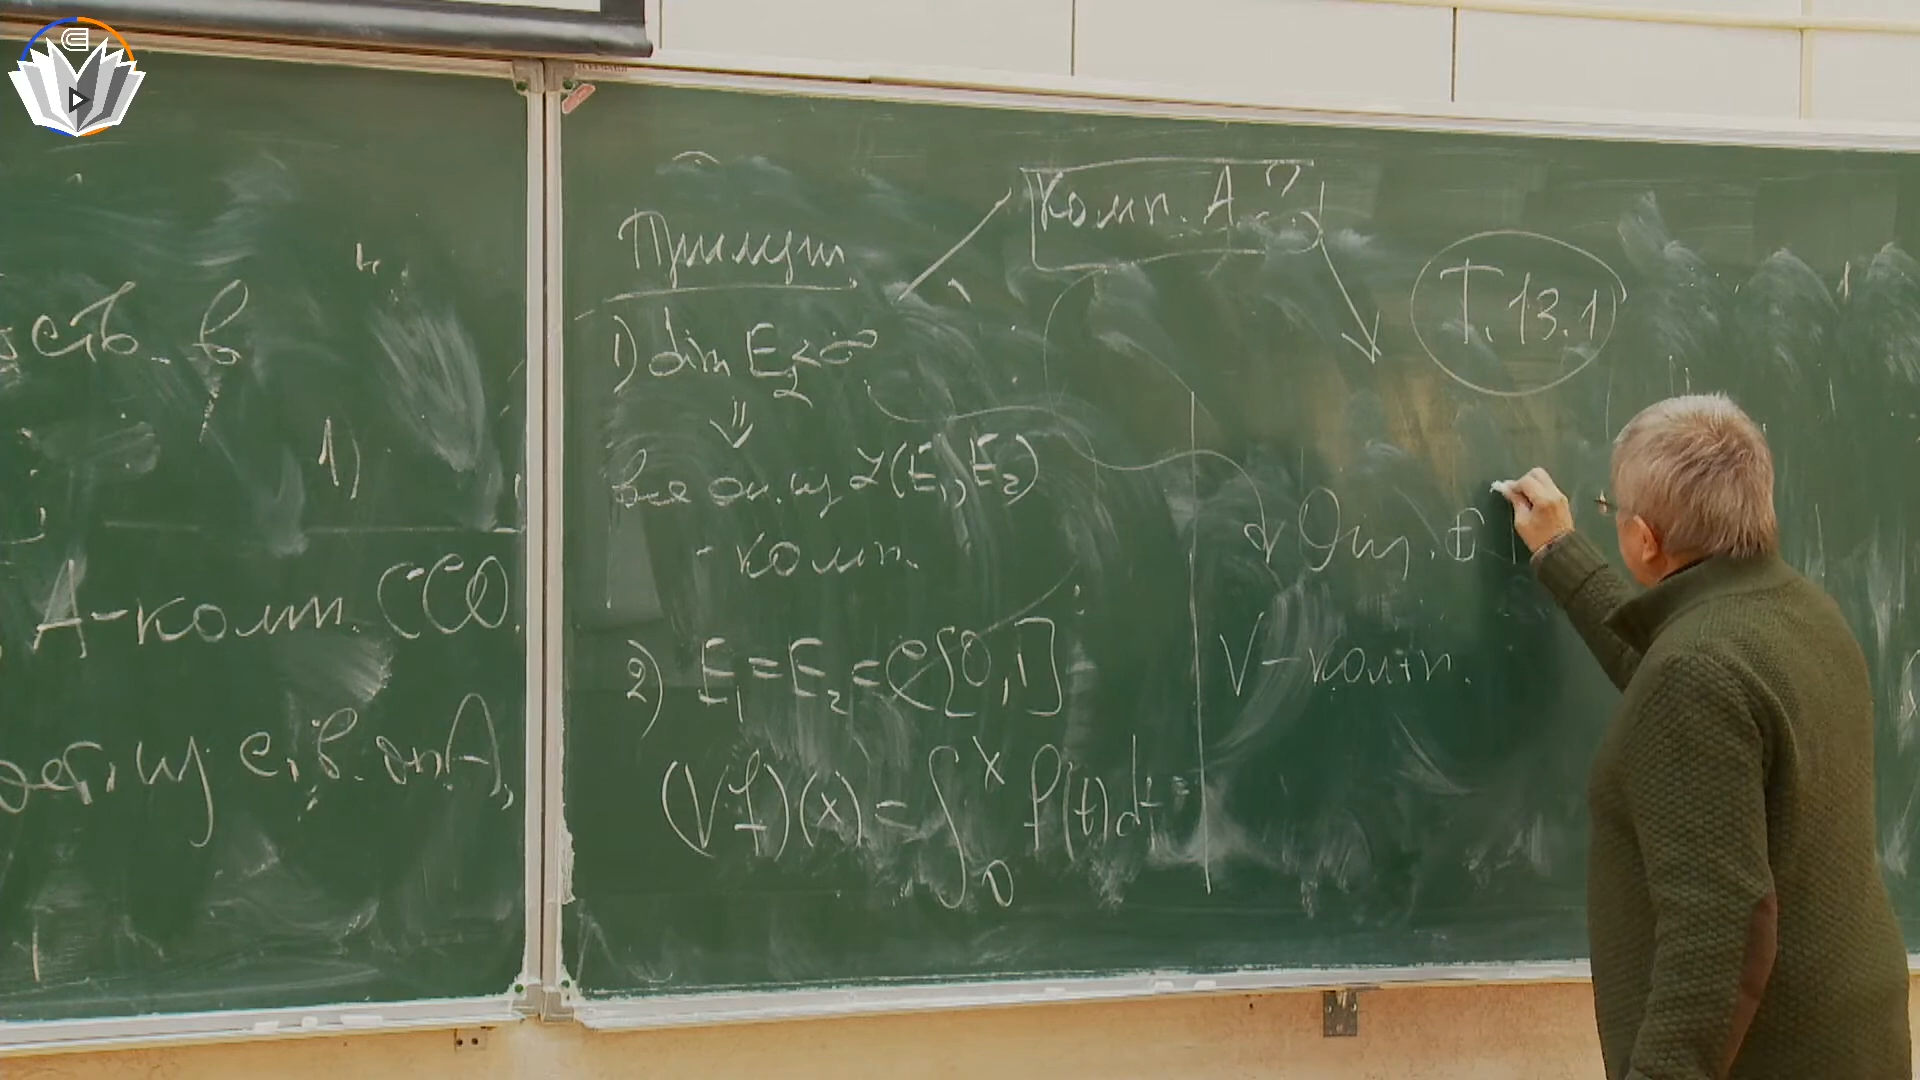 ь в
1)
А-комп. ССО.
из с.в. оп A,
Примеры
Комп. А?
Т.13.1
1) dim E₂ < ∞
⇓
все оп. из L(E₁, E₂)
- комп.
2) E₁ = E₂ = C[0,1]
(Vf)(x) = ∫₀ˣ f(t)dt
V-комп.